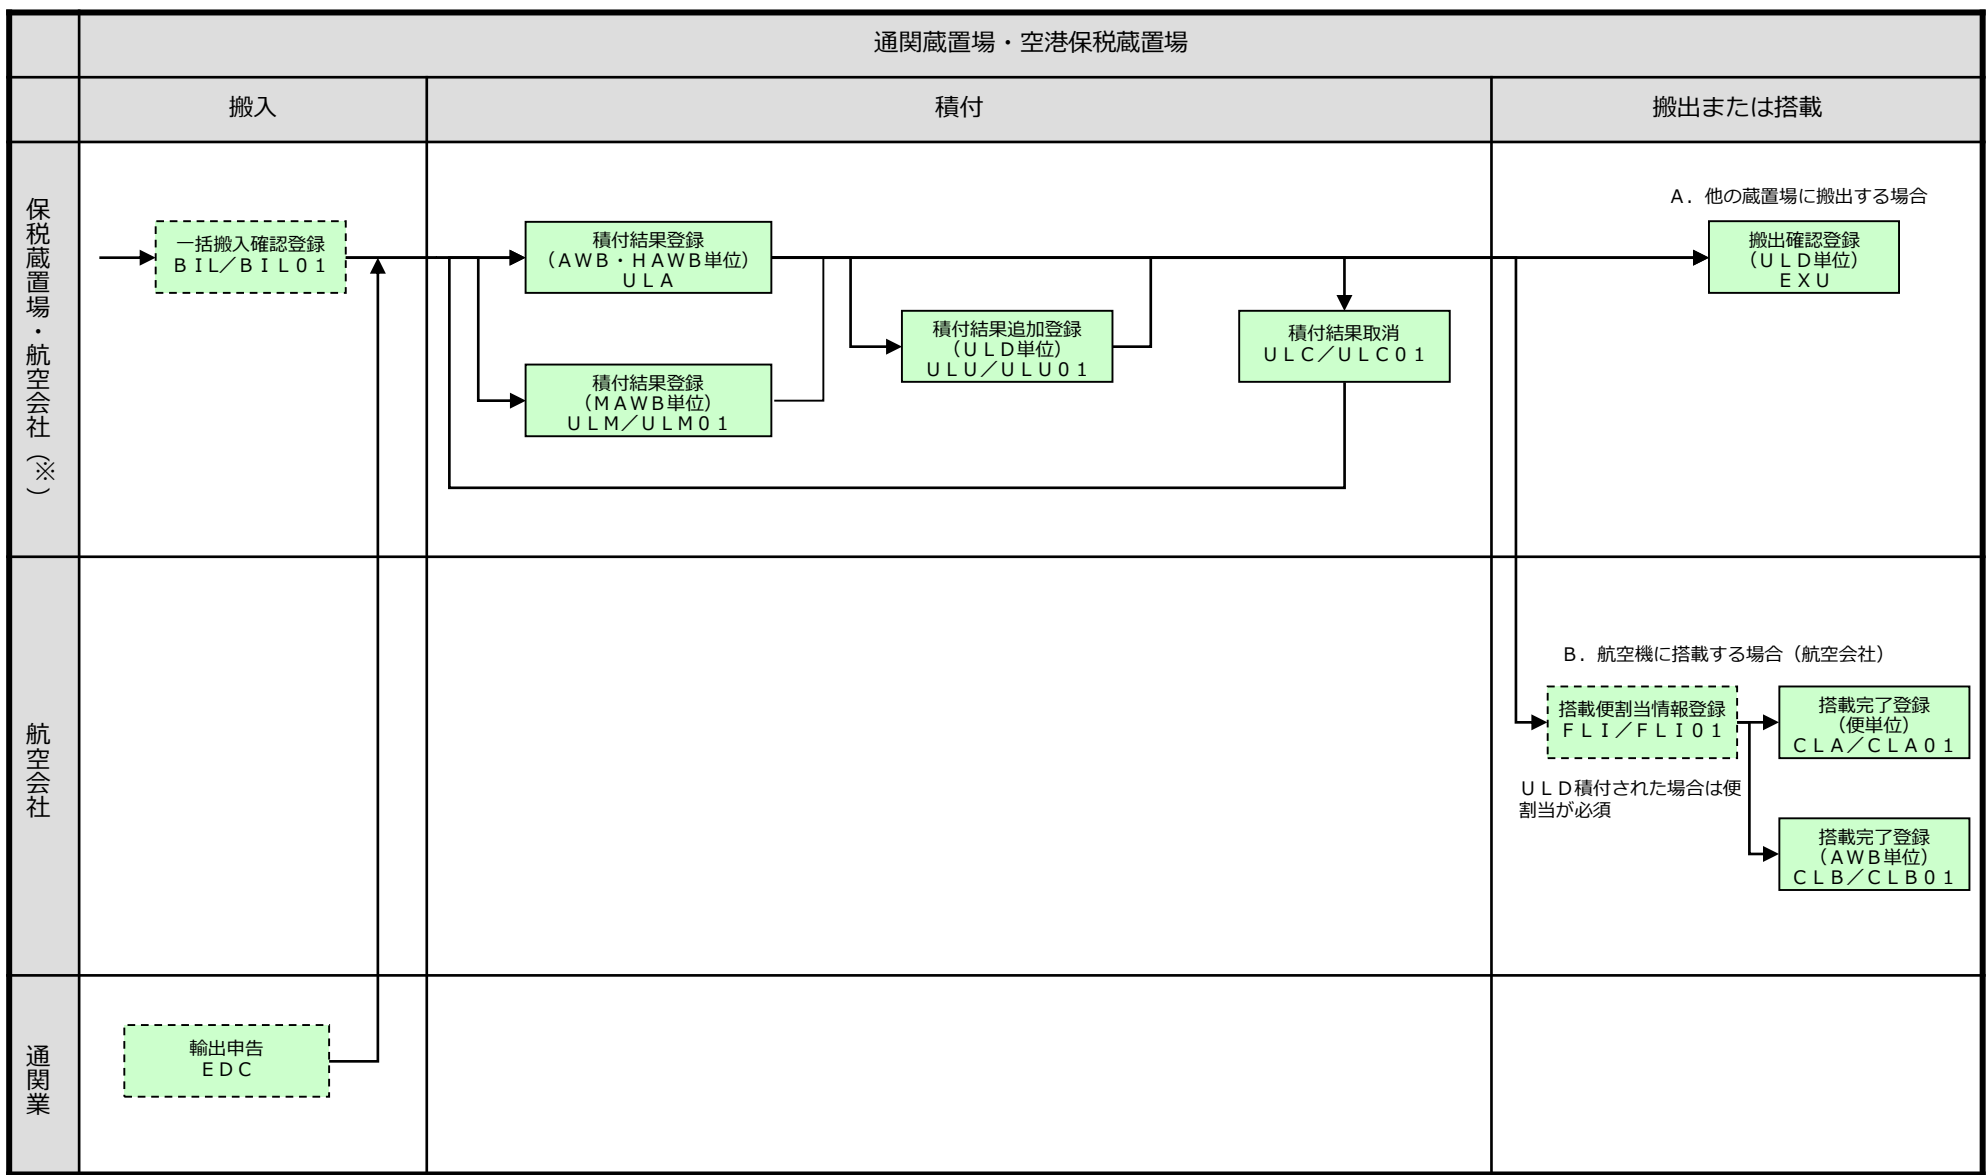 通関蔵置場・空港保税蔵置場
搬入
積付
搬出または搭載
保税蔵置場・航空会社（※）
一括搬入確認登録
ＢＩＬ／ＢＩＬ０１
積付結果登録
（ＡＷＢ・ＨＡＷＢ単位）
ＵＬＡ
積付結果登録
（ＭＡＷＢ単位）
ＵＬＭ／ＵＬＭ０１
積付結果追加登録
（ＵＬＤ単位）
ＵＬＵ／ＵＬＵ０１
積付結果取消
ＵＬＣ／ＵＬＣ０１
Ａ．他の蔵置場に搬出する場合
搬出確認登録
（ＵＬＤ単位）
ＥＸＵ
航空会社
Ｂ．航空機に搭載する場合（航空会社）
搭載便割当情報登録
ＦＬＩ／ＦＬＩ０１
ＵＬＤ積付された場合は便
割当が必須
搭載完了登録
（便単位）
ＣＬＡ／ＣＬＡ０１
搭載完了登録
（ＡＷＢ単位）
ＣＬＢ／ＣＬＢ０１
通関業
輸出申告
ＥＤＣ